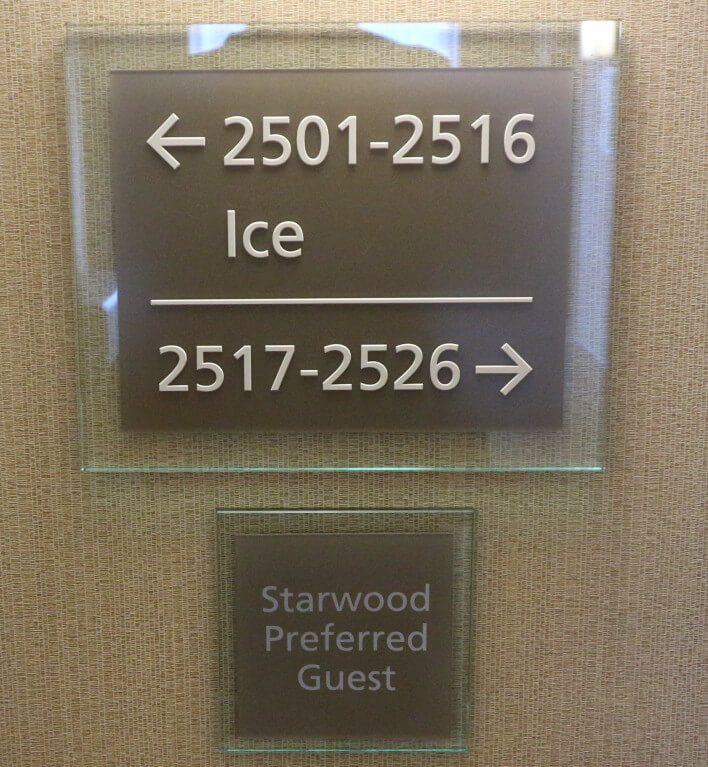 ← 2501-2516
Ice
2517-2526 →
Starwood
Preferred
Guest